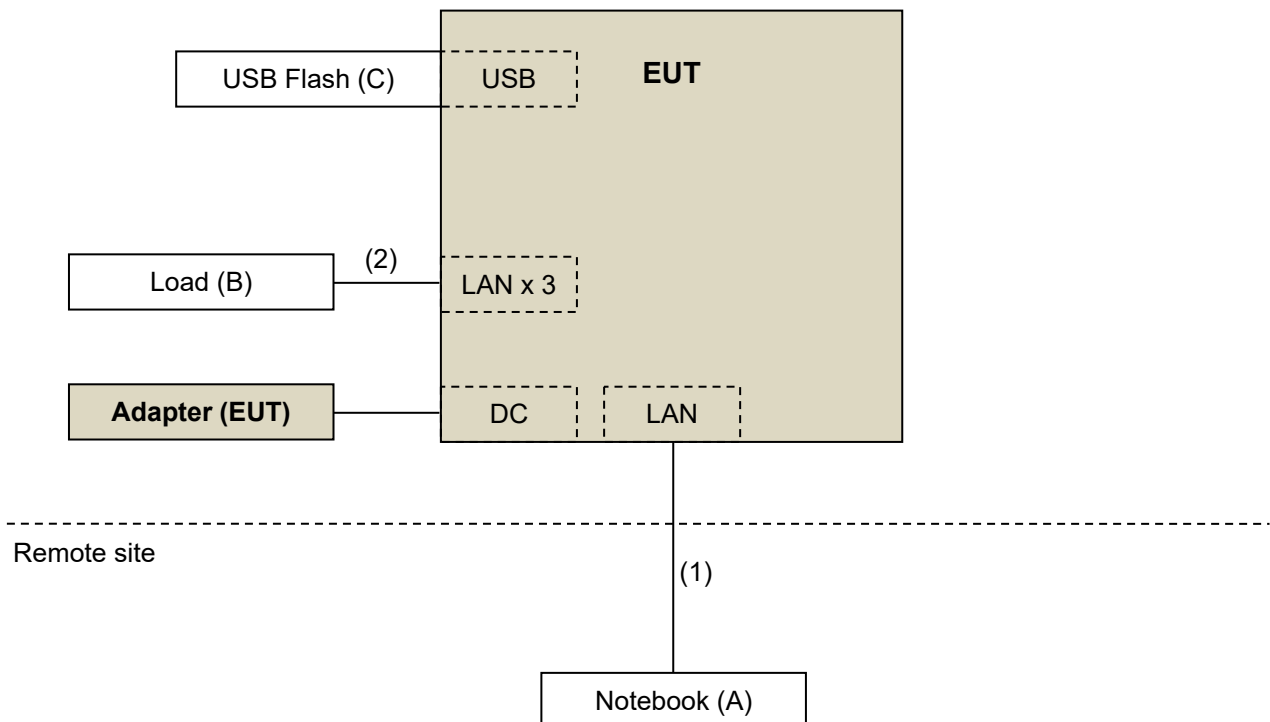 USB Flash (C)
USB
EUT
Load (B)
(2)
LAN x 3
Adapter (EUT)
DC
LAN
Remote site
(1)
Notebook (A)